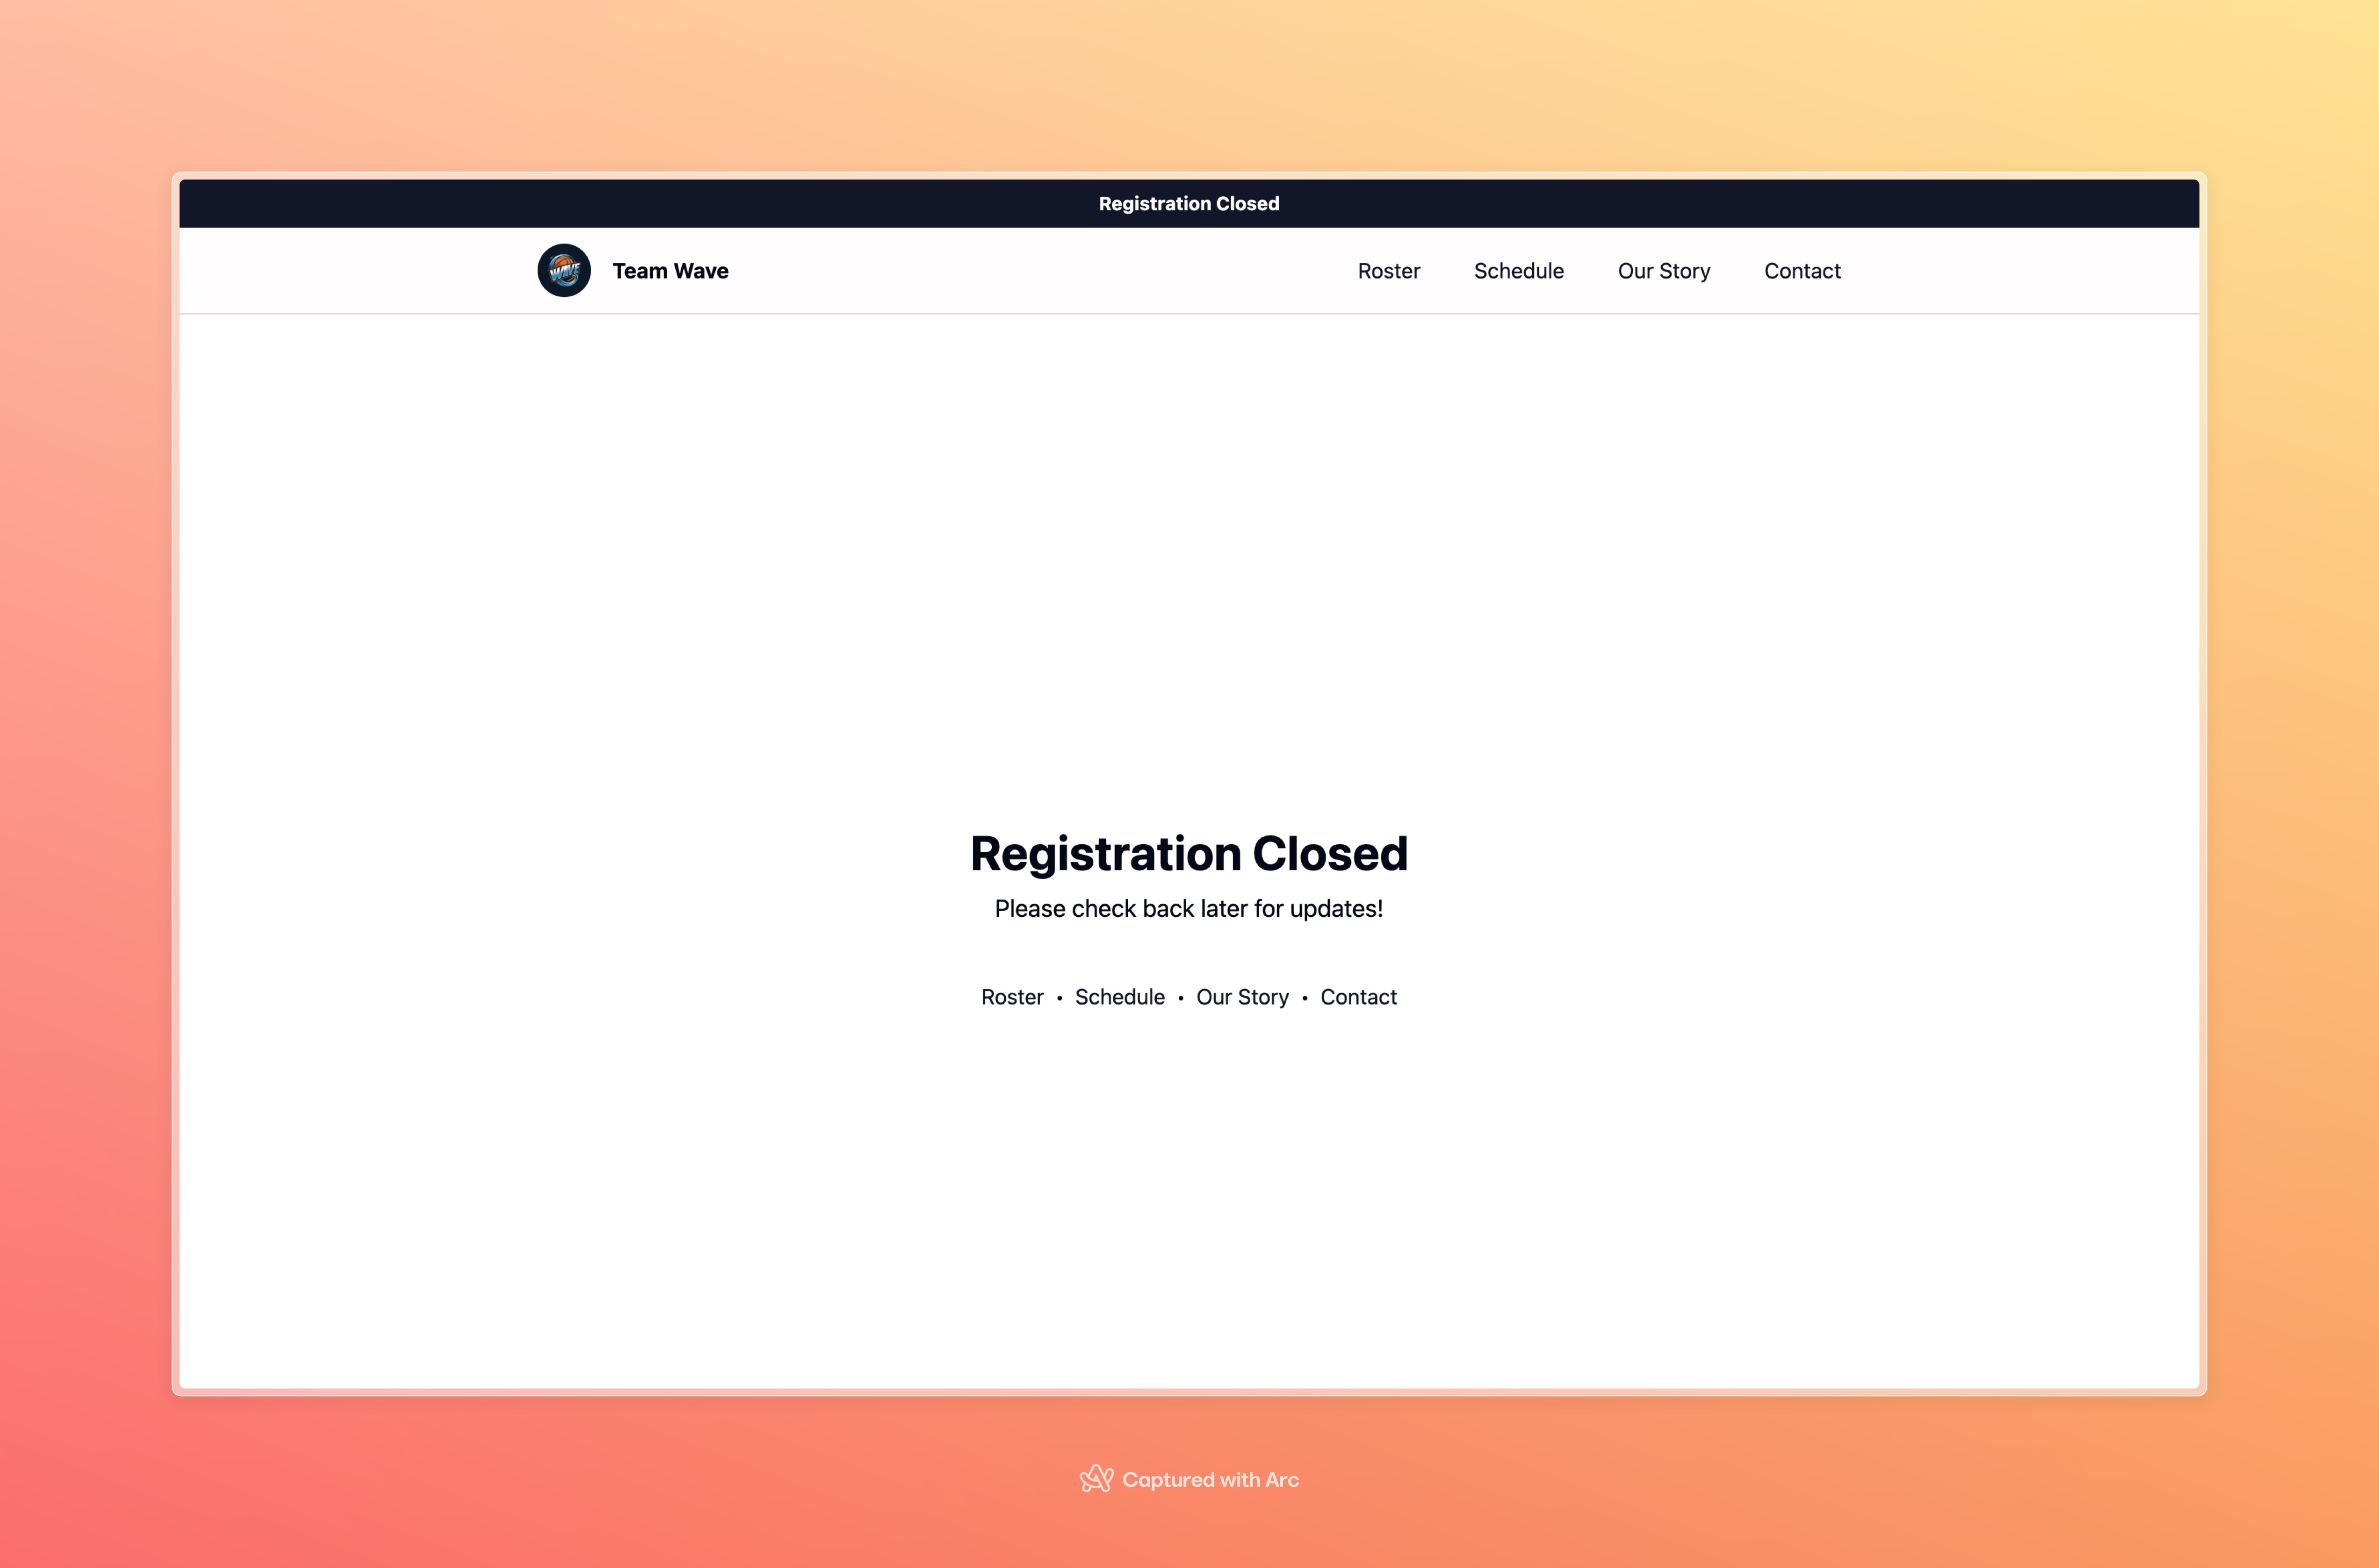 Registration Closed
WAVE
Team Wave
Roster Schedule Our Story Contact
Registration Closed
Please check back later for updates!
Roster • Schedule • Our Story • Contact
Captured with Arc